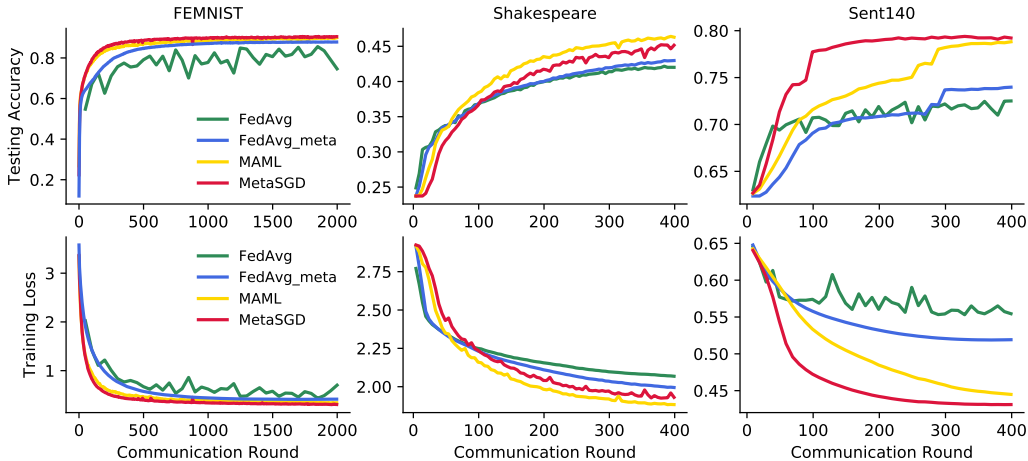 FEMNIST
Shakespeare
Sent140
Testing Accuracy
0.8
0.6
0.4
0.2
0 500 1000 1500 2000
FedAvg
FedAvg_meta
MAML
MetaSGD
0.45
0.40
0.35
0.30
0.25
0 100 200 300 400
0.80
0.75
0.70
0.65
0 100 200 300 400
Training Loss
3
2
1
0 500 1000 1500 2000
Communication Round
FedAvg
FedAvg_meta
MAML
MetaSGD
2.75
2.50
2.25
2.00
0 100 200 300 400
Communication Round
0.65
0.60
0.55
0.50
0.45
0 100 200 300 400
Communication Round